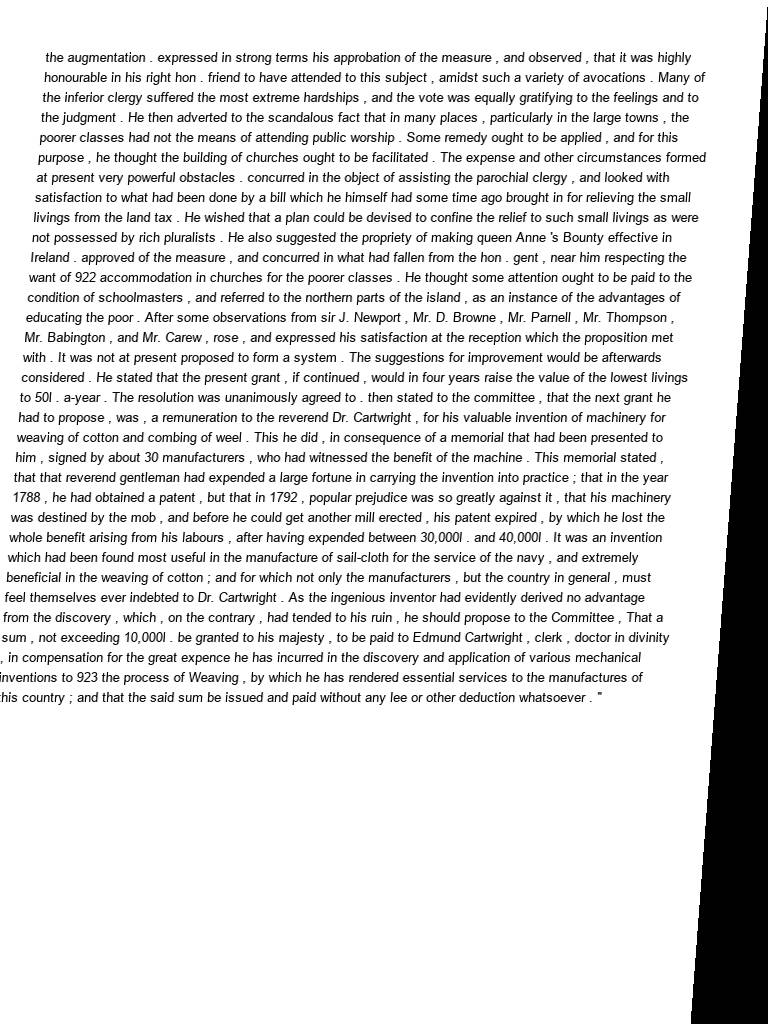 the augmentation . expressed in strong terms his approbation of the measure , and observed , that it was highly
honourable in his right hon . friend to have attended to this subject , amidst such a variety of avocations . Many of
the inferior clergy suffered the most extreme hardships , and the vote was equally gratifying to the feelings and to
the judgment . He then adverted to the scandalous fact that in many places , particularly in the large towns , the
poorer classes had not the means of attending public worship . Some remedy ought to be applied , and for this
purpose , he thought the building of churches ought to be facilitated . The expense and other circumstances formed
at present very powerful obstacles . concurred in the object of assisting the parochial clergy , and looked with
satisfaction to what had been done by a bill which he himself had some time ago brought in for relieving the small
livings from the land tax . He wished that a plan could be devised to confine the relief to such small livings as were
not possessed by rich pluralists . He also suggested the propriety of making queen Anne 's Bounty effective in
Ireland . approved of the measure , and concurred in what had fallen from the hon . gent , near him respecting the
want of 922 accommodation in churches for the poorer classes . He thought some attention ought to be paid to the
condition of schoolmasters , and referred to the northern parts of the island , as an instance of the advantages of
educating the poor . After some observations from sir J. Newport , Mr. D. Browne , Mr. Parnell , Mr. Thompson ,
Mr. Babington , and Mr. Carew , rose , and expressed his satisfaction at the reception which the proposition met
with . It was not at present proposed to form a system . The suggestions for improvement would be afterwards
considered . He stated that the present grant , if continued , would in four years raise the value of the lowest livings
to 50l . a-year . The resolution was unanimously agreed to . then stated to the committee , that the next grant he
had to propose , was , a remuneration to the reverend Dr. Cartwright , for his valuable invention of machinery for
weaving of cotton and combing of weel . This he did , in consequence of a memorial that had been presented to
him , signed by about 30 manufacturers , who had witnessed the benefit of the machine . This memorial stated ,
that that reverend gentleman had expended a large fortune in carrying the invention into practice ; that in the year
1788 , he had obtained a patent , but that in 1792 , popular prejudice was so greatly against it , that his machinery
was destined by the mob , and before he could get another mill erected , his patent expired , by which he lost the
whole benefit arising from his labours , after having expended between 30,000l . and 40,000l . It was an invention
which had been found most useful in the manufacture of sail-cloth for the service of the navy , and extremely
beneficial in the weaving of cotton ; and for which not only the manufacturers , but the country in general , must
feel themselves ever indebted to Dr. Cartwright . As the ingenious inventor had evidently derived no advantage
from the discovery , which , on the contrary , had tended to his ruin , he should propose to the Committee , That a
sum , not exceeding 10,000l . be granted to his majesty , to be paid to Edmund Cartwright , clerk , doctor in divinity
, in compensation for the great expence he has incurred in the discovery and application of various mechanical
inventions to 923 the process of Weaving , by which he has rendered essential services to the manufactures of
this country ; and that the said sum be issued and paid without any lee or other deduction whatsoever . "